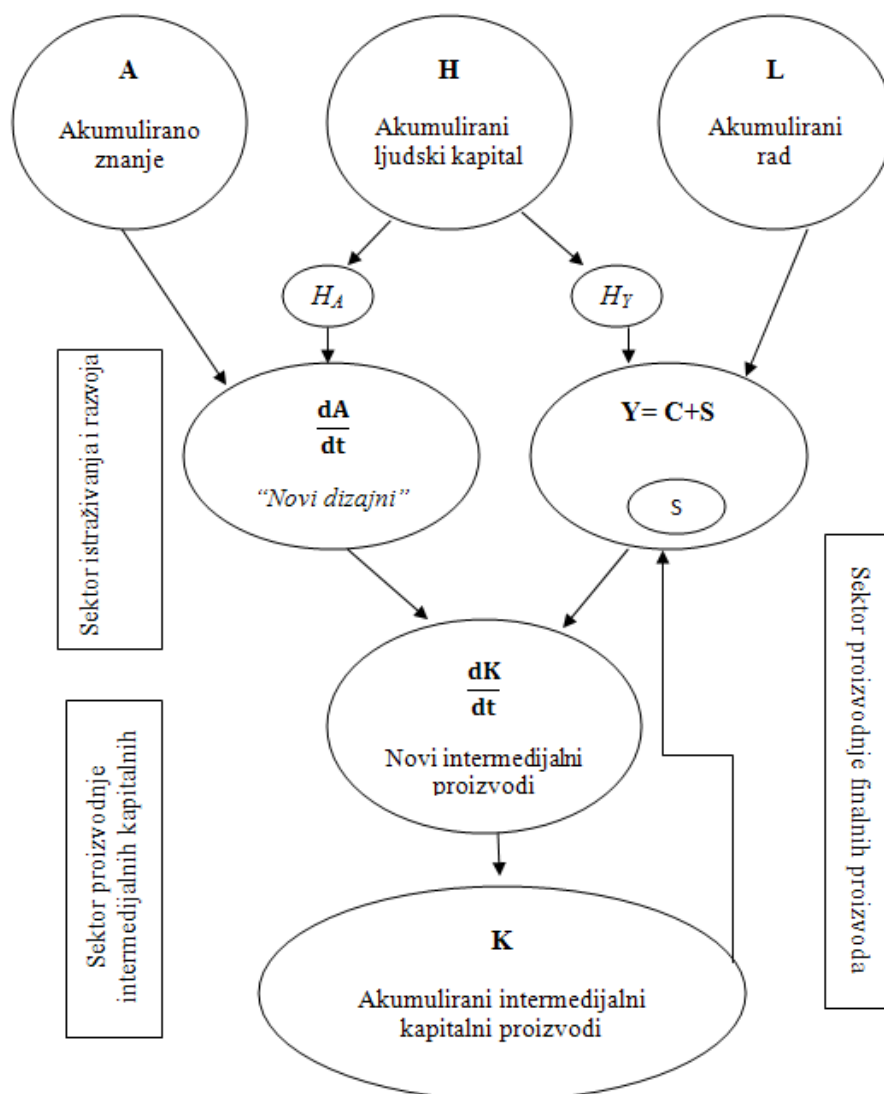 A
Akumulirano
znanje
H
Akumulirani
ljudski kapital
L
Akumulirani
rad
H_A
H_Y
Sektor istraživanja i razvoja
dA
dt
“Novi dizajni”
Y= C+S
S
Sektor proizvodnje
intermedijalnih kapitalnih
dK
dt
Novi intermedijalni
proizvodi
Sektor proizvodnje finalnih proizvoda
K
Akumulirani intermedijalni
kapitalni proizvodi